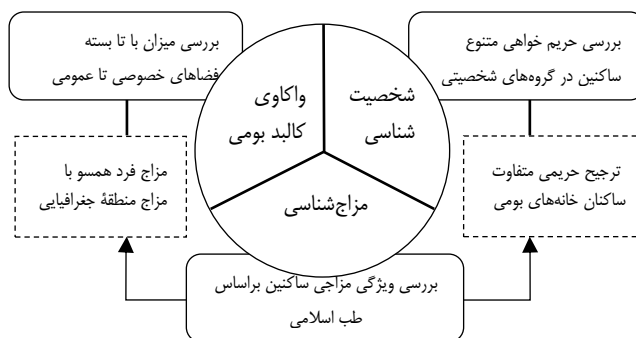 بررسی حریم خواهی متنوع
ساکنین در گروه‌های شخصیتی
بررسی میزان باز تا بسته
فضاهای خصوصی تا عمومی
شخصیت
شناسی
واکاوی
کالبد بومی
مزاج‌شناسی
ترجیح حریمی متفاوت
ساکنان خانه‌های بومی
مزاج فرد همسو با
مزاج منطقهٔ جغرافیایی
بررسی ویژگی مزاجی ساکنین براساس
طب اسلامی